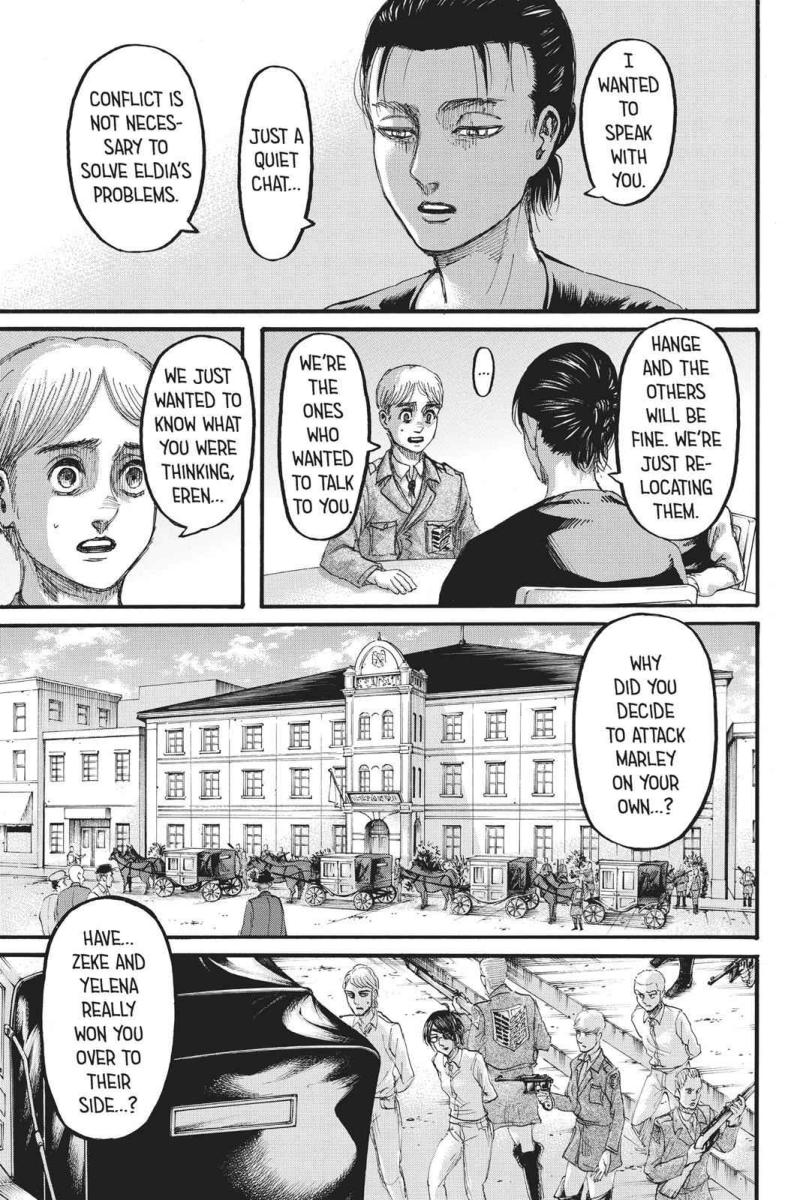 I
WANTED
TO
SPEAK
WITH
YOU.
JUST A
QUIET
CHAT...
CONFLICT IS
NOT NECES-
SARY TO
SOLVE ELDIA'S
PROBLEMS.
HANGE
AND THE
OTHERS
WILL BE
FINE. WE'RE
JUST RE-
LOCATING
THEM.
...
WE'RE
THE
ONES
WHO
WANTED
TO TALK
TO YOU.
WE JUST
WANTED TO
KNOW WHAT
YOU WERE
THINKING,
EREN...
WHY
DID YOU
DECIDE
TO ATTACK
MARLEY
ON YOUR
OWN...?
HAVE...
ZEKE AND
YELENA
REALLY
WON YOU
OVER TO
THEIR
SIDE...?